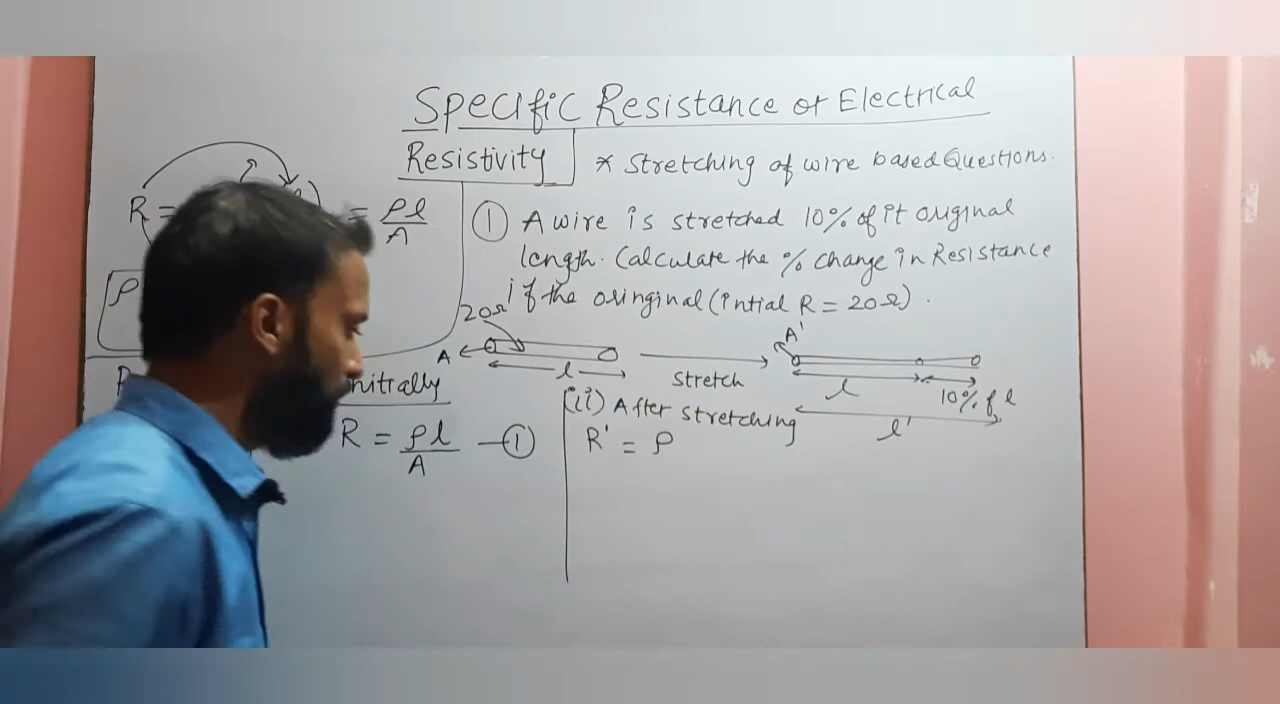 Specific Resistance or Electrical
Resistivity * Stretching of wire based Questions.
R =
= ρl/A
ρ
① A wire is stretched 10% of it original
length. Calculate the % change in Resistance
if the oringinal (intial R = 20Ω).
20Ω
A
l
stretch
A'
l
10% of l
l'
nitrally
R = ρl/A —①
(ii) After stretching
R' = ρ